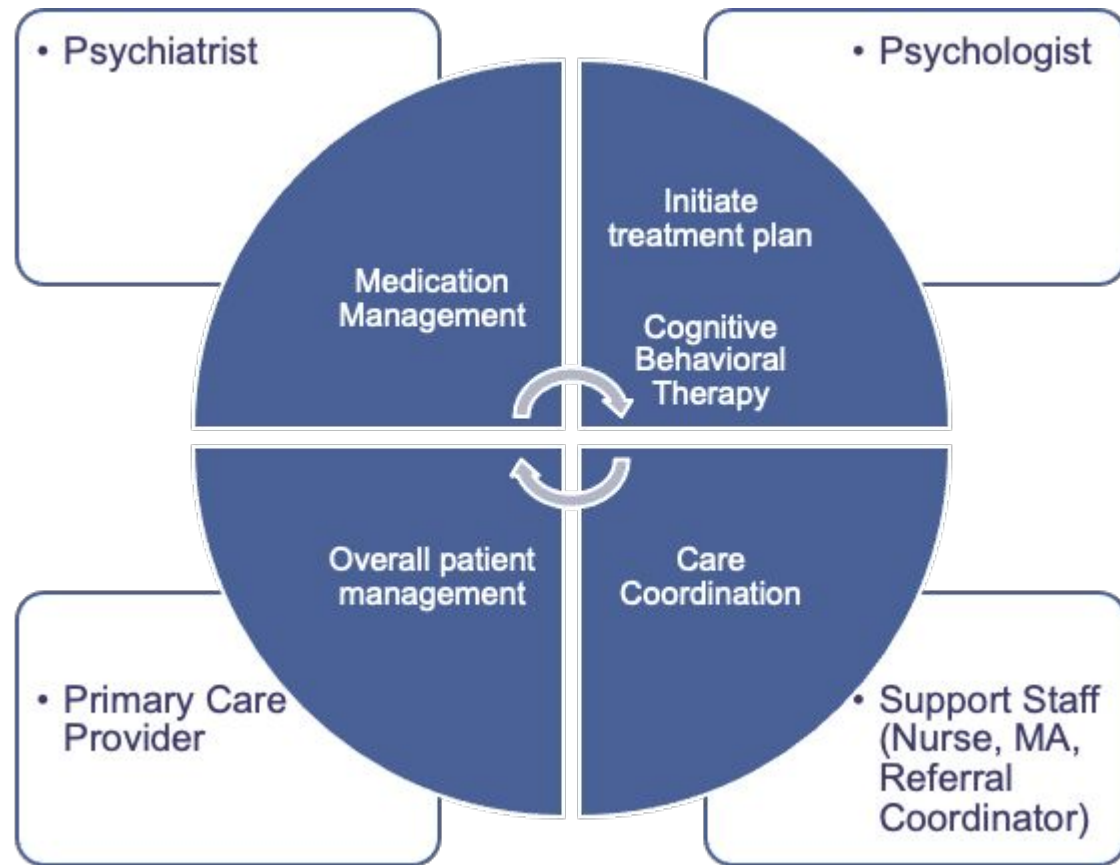 • Psychiatrist
• Psychologist
Medication
Management
Initiate
treatment plan
Cognitive
Behavioral
Therapy
Overall patient
management
Care
Coordination
• Primary Care
Provider
• Support Staff
(Nurse, MA,
Referral
Coordinator)